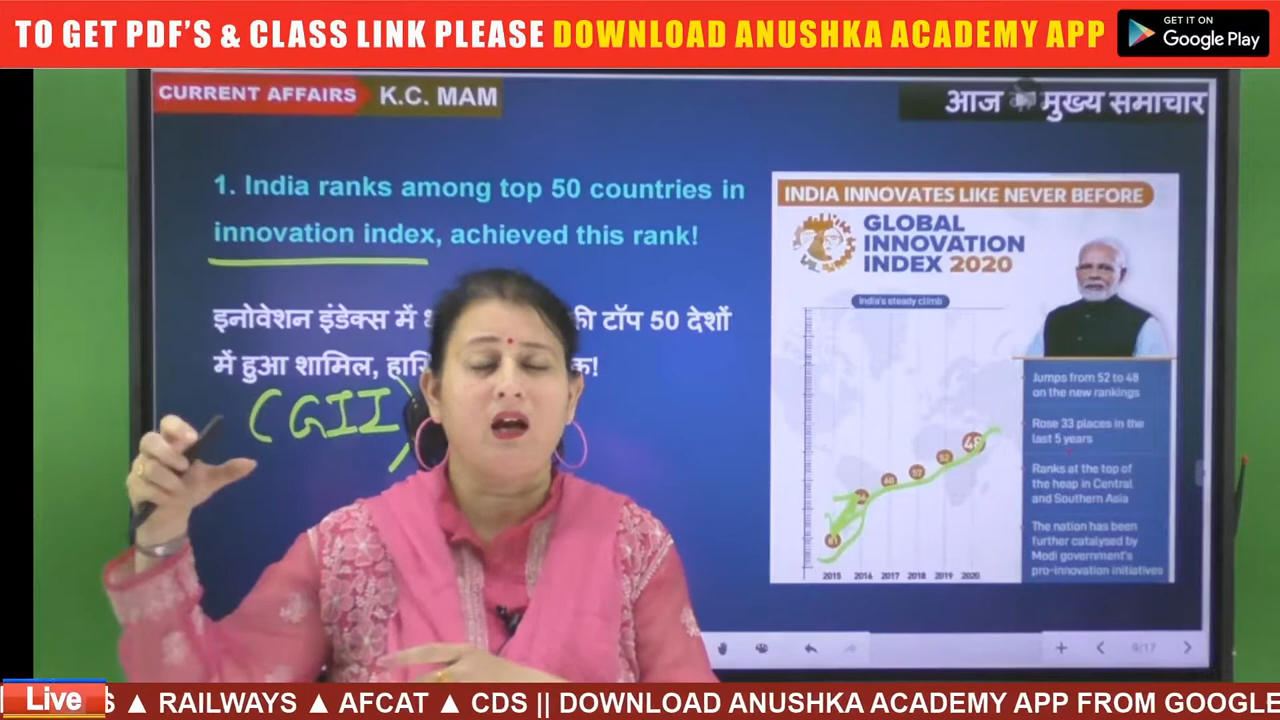 TO GET PDF'S & CLASS LINK PLEASE DOWNLOAD ANUSHKA ACADEMY APP
GET IT ON
Google Play
CURRENT AFFAIRS
K.C. MAM
आज मुख्य समाचार
1. India ranks among top 50 countries in
innovation index, achieved this rank!
इनोवेशन इंडेक्स में की टॉप 50 देशों
में हुआ शामिल,
(GII)
INDIA INNOVATES LIKE NEVER BEFORE
GLOBAL
INNOVATION
INDEX 2020
India's steady climb
Jumps from 52 to 48
on the new rankings
Rose 33 places in the
last 5 years
Ranks at the top of
the heap in Central
and Southern Asia
The nation has been
further catalysed by
Modi government's
pro-innovation initiatives
48
52
57
60
66
81
2015 2016 2017 2018 2019 2020
9/17
Live
S ▲ RAILWAYS ▲ AFCAT ▲ CDS || DOWNLOAD ANUSHKA ACADEMY APP FROM GOOGLE